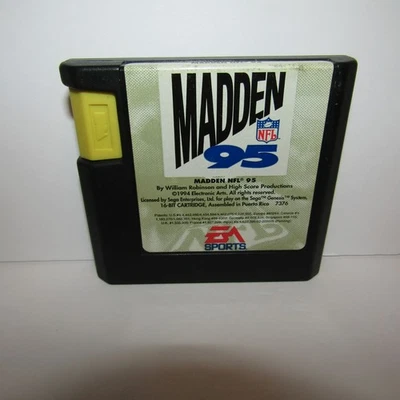 MADDEN
NFL
95
MADDEN NFL® 95
By William Robinson and High Score Productions
©1994 Electronic Arts. All rights reserved.
Licensed by Sega Enterprises, Ltd. for play on the Sega™ Genesis™ System.
16-BIT CARTRIDGE. Assembled in Puerto Rico 7376
EA
SPORTS